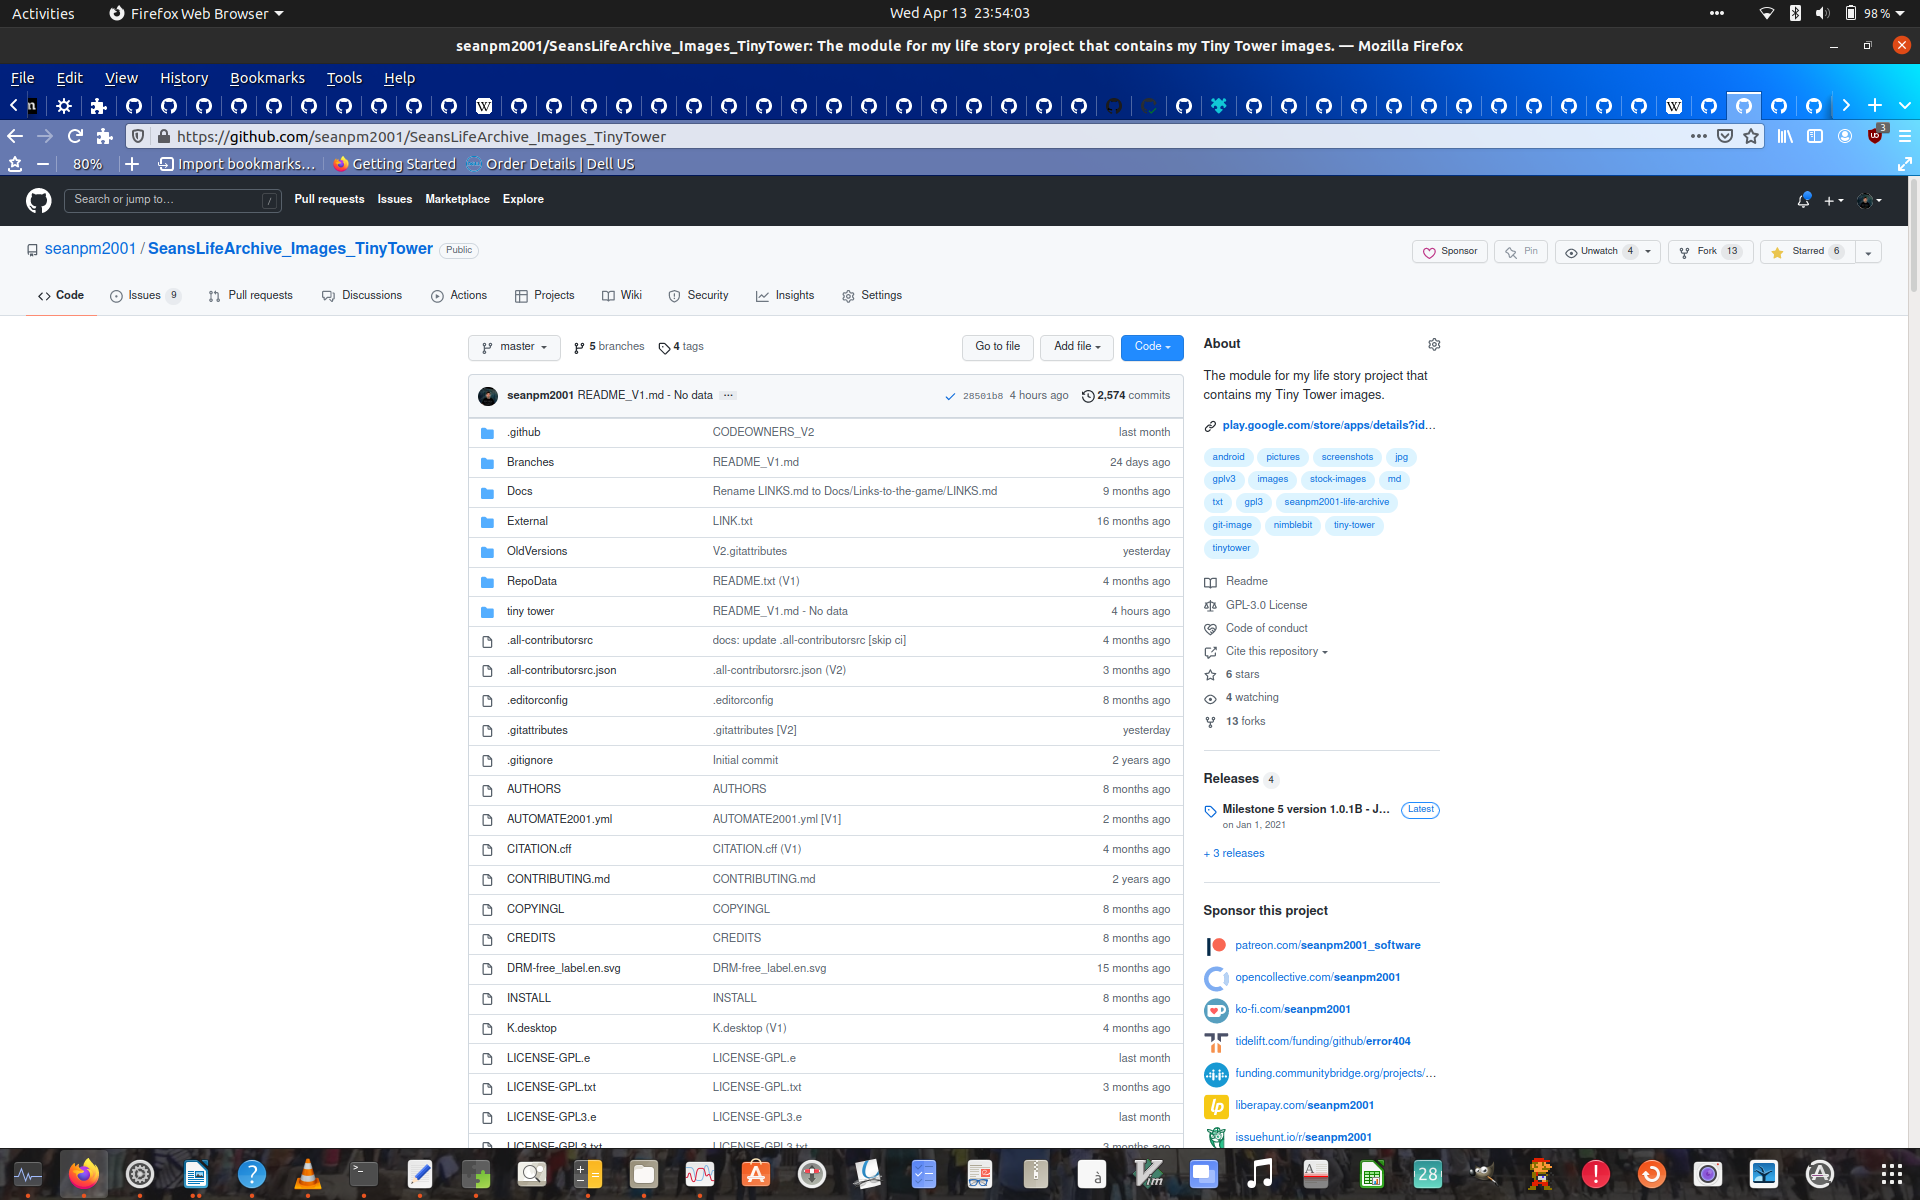 Activities
Firefox Web Browser
Wed Apr 13 23:54:03
98 %
seanpm2001/SeansLifeArchive_Images_TinyTower: The module for my life story project that contains my Tiny Tower images. — Mozilla Firefox
File Edit View History Bookmarks Tools Help
https://github.com/seanpm2001/SeansLifeArchive_Images_TinyTower
3
80%
Import bookmarks...
Getting Started
Order Details | Dell US
Search or jump to...
/
Pull requests Issues Marketplace Explore
seanpm2001 / SeansLifeArchive_Images_TinyTower Public
Sponsor
Pin
Unwatch 4
Fork 13
Starred 6
Code
Issues 9
Pull requests
Discussions
Actions
Projects
Wiki
Security
Insights
Settings
master
5 branches
4 tags
Go to file
Add file
Code
seanpm2001 README_V1.md - No data ...
28501b8 4 hours ago
2,574 commits
.github CODEOWNERS_V2 last month
Branches README_V1.md 24 days ago
Docs Rename LINKS.md to Docs/Links-to-the-game/LINKS.md 9 months ago
External LINK.txt 16 months ago
OldVersions V2.gitattributes yesterday
RepoData README.txt (V1) 4 months ago
tiny tower README_V1.md - No data 4 hours ago
.all-contributorsrc docs: update .all-contributorsrc [skip ci] 4 months ago
.all-contributorsrc.json .all-contributorsrc.json (V2) 3 months ago
.editorconfig .editorconfig 8 months ago
.gitattributes .gitattributes [V2] yesterday
.gitignore Initial commit 2 years ago
AUTHORS AUTHORS 8 months ago
AUTOMATE2001.yml AUTOMATE2001.yml [V1] 2 months ago
CITATION.cff CITATION.cff (V1) 4 months ago
CONTRIBUTING.md CONTRIBUTING.md 2 years ago
COPYINGL COPYINGL 8 months ago
CREDITS CREDITS 8 months ago
DRM-free_label.en.svg DRM-free_label.en.svg 15 months ago
INSTALL INSTALL 8 months ago
K.desktop K.desktop (V1) 4 months ago
LICENSE-GPL.e LICENSE-GPL.e last month
LICENSE-GPL.txt LICENSE-GPL.txt 3 months ago
LICENSE-GPL3.e LICENSE-GPL3.e last month
LICENSE-GPL3.txt LICENSE-GPL3.txt 3 months ago
About
The module for my life story project that
contains my Tiny Tower images.
play.google.com/store/apps/details?id...
android pictures screenshots jpg
gplv3 images stock-images md
txt gpl3 seanpm2001-life-archive
git-image nimblebit tiny-tower
tinytower
Readme
GPL-3.0 License
Code of conduct
Cite this repository
6 stars
4 watching
13 forks
Releases 4
Milestone 5 version 1.0.1B - J... Latest
on Jan 1, 2021
+ 3 releases
Sponsor this project
patreon.com/seanpm2001_software
opencollective.com/seanpm2001
ko-fi.com/seanpm2001
tidelift.com/funding/github/error404
funding.communitybridge.org/projects/...
lp
liberapay.com/seanpm2001
issuehunt.io/r/seanpm2001
28